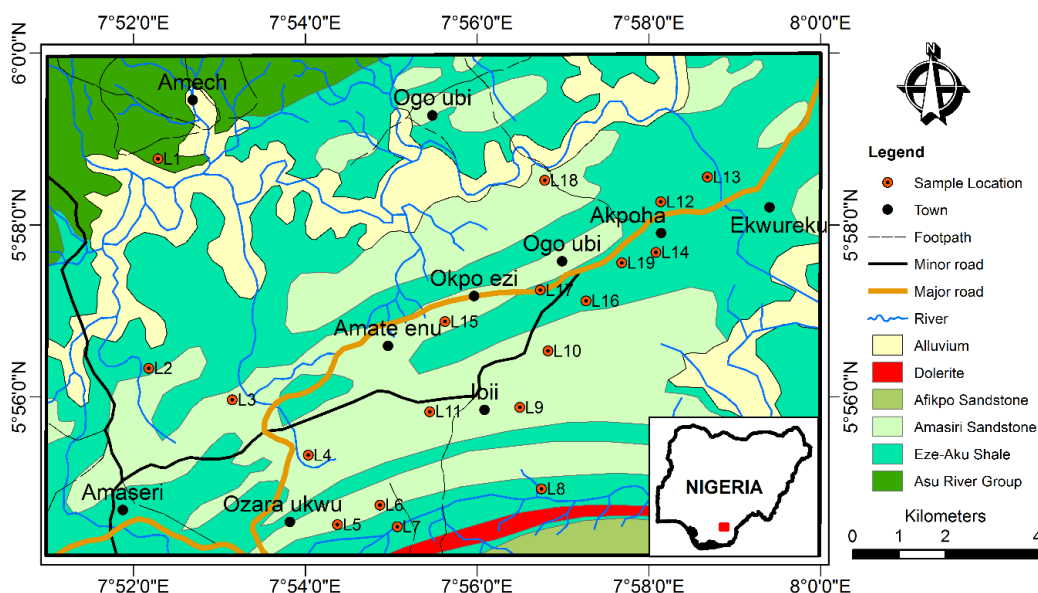 7°52'0"E 7°54'0"E 7°56'0"E 7°58'0"E 8°0'0"E
6°0'0"N
5°58'0"N
5°56'0"N
Amech
Ogo ubi
L1
L18
L13
L12
Akpoha
Ekwureku
Ogo ubi
L14
L19
Okpo ezi
L17
L16
L15
Amate enu
L10
L2
L3
Ibii
L9
L11
L4
Amaseri
Ozara ukwu
L6
L8
L5
L7
NIGERIA
6°0'0"N
5°58'0"N
5°56'0"N
7°52'0"E 7°54'0"E 7°56'0"E 7°58'0"E 8°0'0"E
N
Legend
Sample Location
Town
Footpath
Minor road
Major road
River
Alluvium
Dolerite
Afikpo Sandstone
Amasiri Sandstone
Eze-Aku Shale
Asu River Group
Kilometers
0 1 2 4